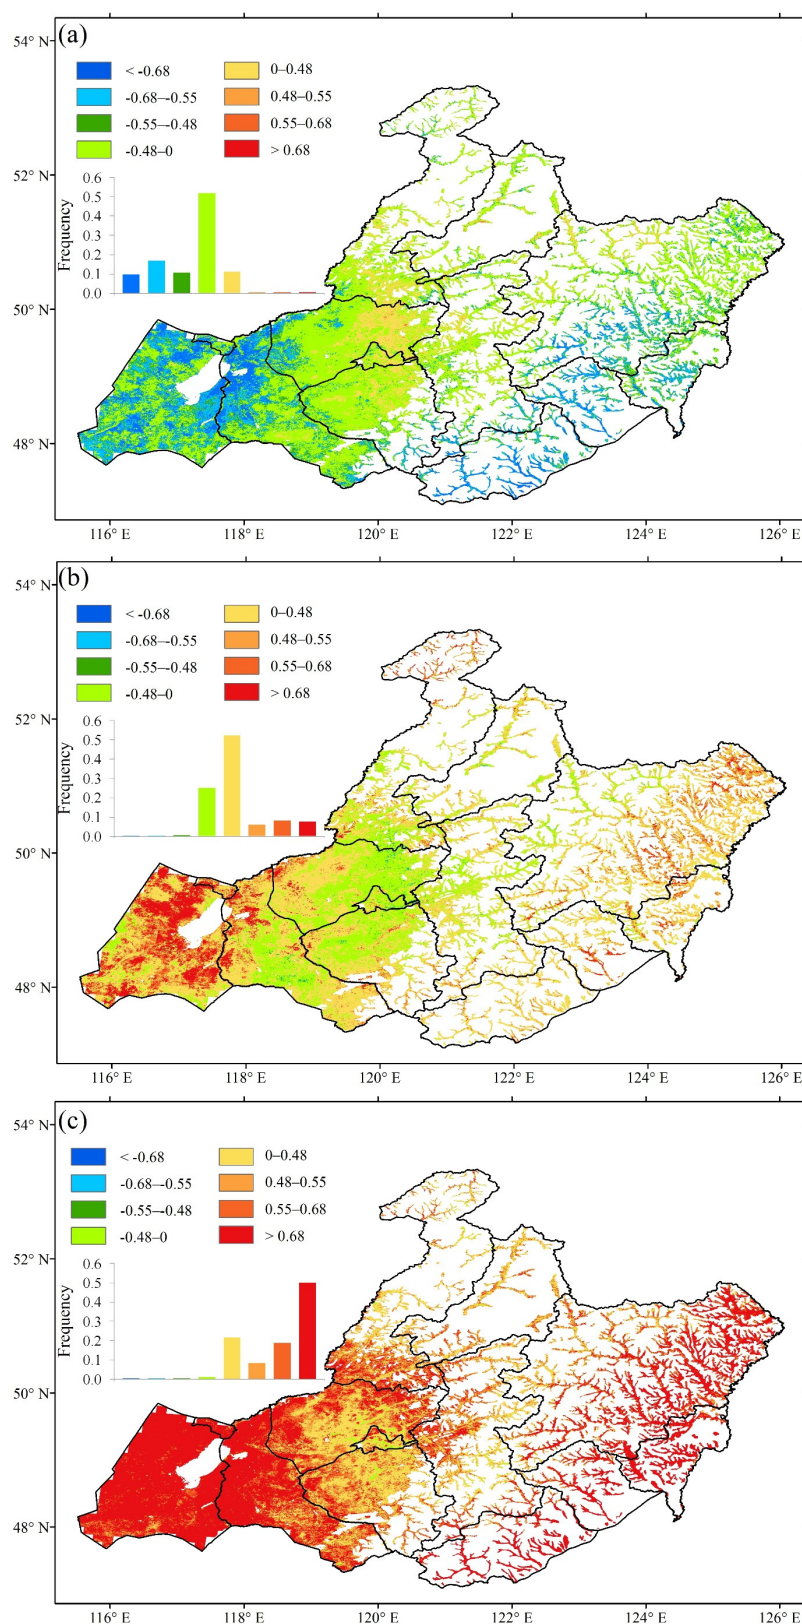 (a)
54° N
< -0.68
0–0.48
-0.68–-0.55
0.48–0.55
-0.55–-0.48
0.55–0.68
-0.48–0
> 0.68
52° N
0.6
0.5
0.4
0.3
0.2
0.1
0.0
Frequency
50° N
48° N
116° E
118° E
120° E
122° E
124° E
126° E
(b)
54° N
< -0.68
0–0.48
-0.68–-0.55
0.48–0.55
-0.55–-0.48
0.55–0.68
-0.48–0
> 0.68
52° N
0.6
0.5
0.4
0.3
0.2
0.1
0.0
Frequency
50° N
48° N
116° E
118° E
120° E
122° E
124° E
126° E
(c)
54° N
< -0.68
0–0.48
-0.68–-0.55
0.48–0.55
-0.55–-0.48
0.55–0.68
-0.48–0
> 0.68
52° N
0.6
0.5
0.4
0.3
0.2
0.1
0.0
Frequency
50° N
48° N
116° E
118° E
120° E
122° E
124° E
126° E